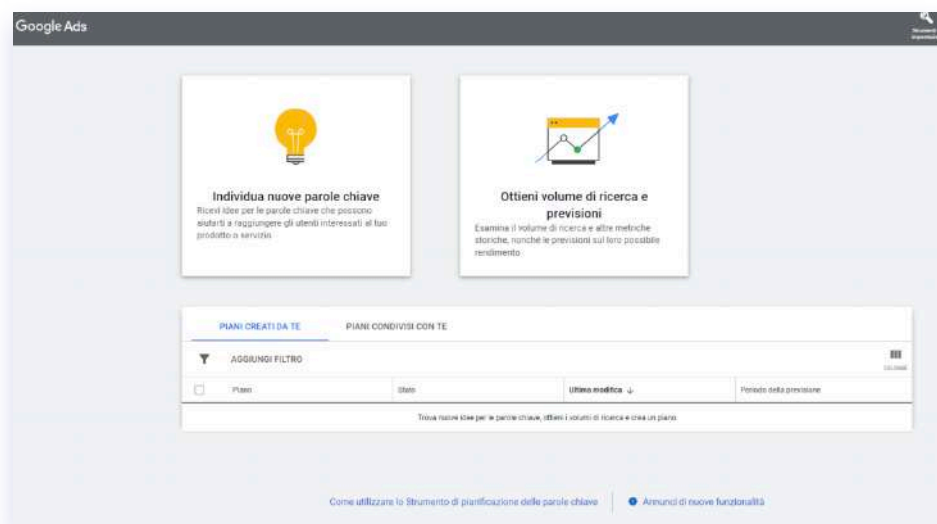 Google Ads
Strumenti
Individua nuove parole chiave
Ricevi idee per le parole chiave che possono
aiutarti a raggiungere gli utenti interessati al tuo
prodotto o servizio
Ottieni volume di ricerca e
previsioni
Esamina il volume di ricerca e altre metriche
storiche, nonché le previsioni sul loro possibile
rendimento
PIANI CREATI DA TE
PIANI CONDIVISI CON TE
AGGIUNGI FILTRO
Piano
Stato
Ultima modifica
Periodo della previsione
Trova nuove idee per le parole chiave, ottieni i volumi di ricerca e crea un piano.
Come utilizzare lo Strumento di pianificazione delle parole chiave
Annunci di nuove funzionalità